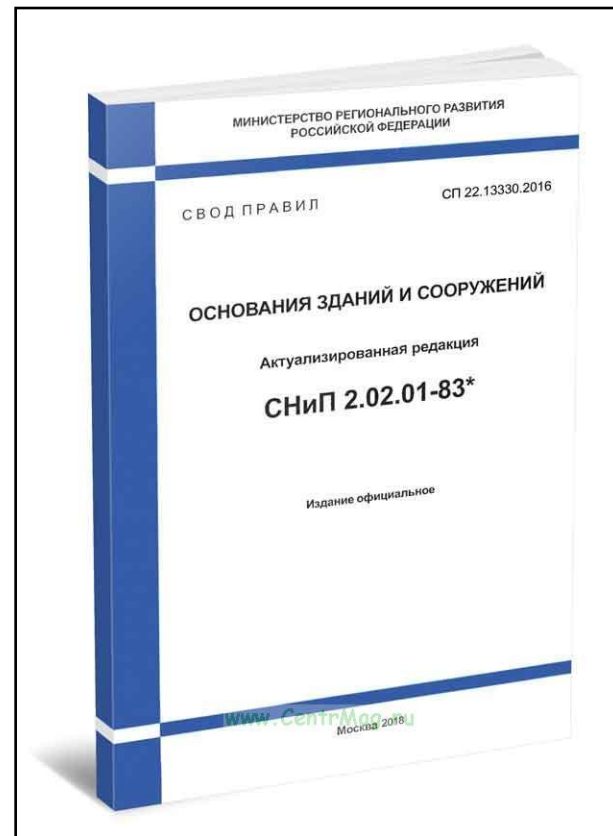 МИНИСТЕРСТВО РЕГИОНАЛЬНОГО РАЗВИТИЯ
РОССИЙСКОЙ ФЕДЕРАЦИИ
СВОД ПРАВИЛ
СП 22.13330.2016
ОСНОВАНИЯ ЗДАНИЙ И СООРУЖЕНИЙ
Актуализированная редакция
СНиП 2.02.01-83*
Издание официальное
www.CentrMag.ru
Москва 2018